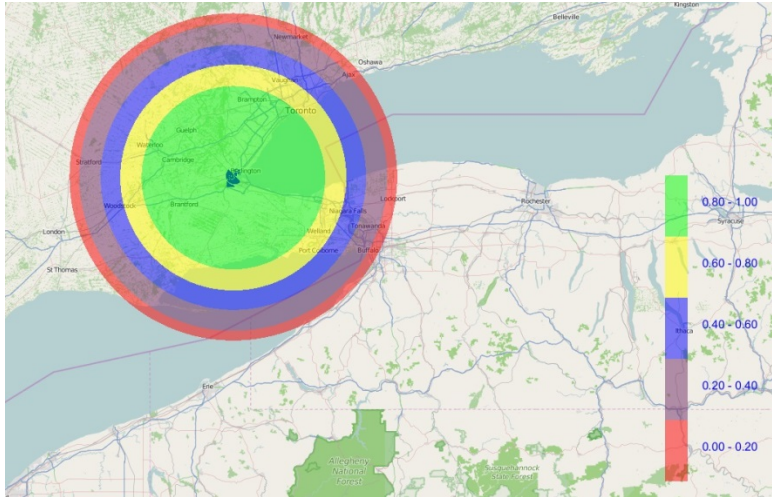 Kingston
Belleville
Newmarket
Oshawa
Ajax
Vaughan
Brampton
Toronto
Guelph
Waterloo
Stratford
Cambridge
Burlington
Woodstock
Brantford
Lockport
Rochester
0.80 - 1.00
Niagara Falls
Syracuse
London
Tonawanda
Welland
Port Colborne
Buffalo
0.60 - 0.80
St Thomas
0.40 - 0.60
Ithaca
Erie
0.20 - 0.40
0.00 - 0.20
Allegheny
National
Forest
Susquehannock
State Forest